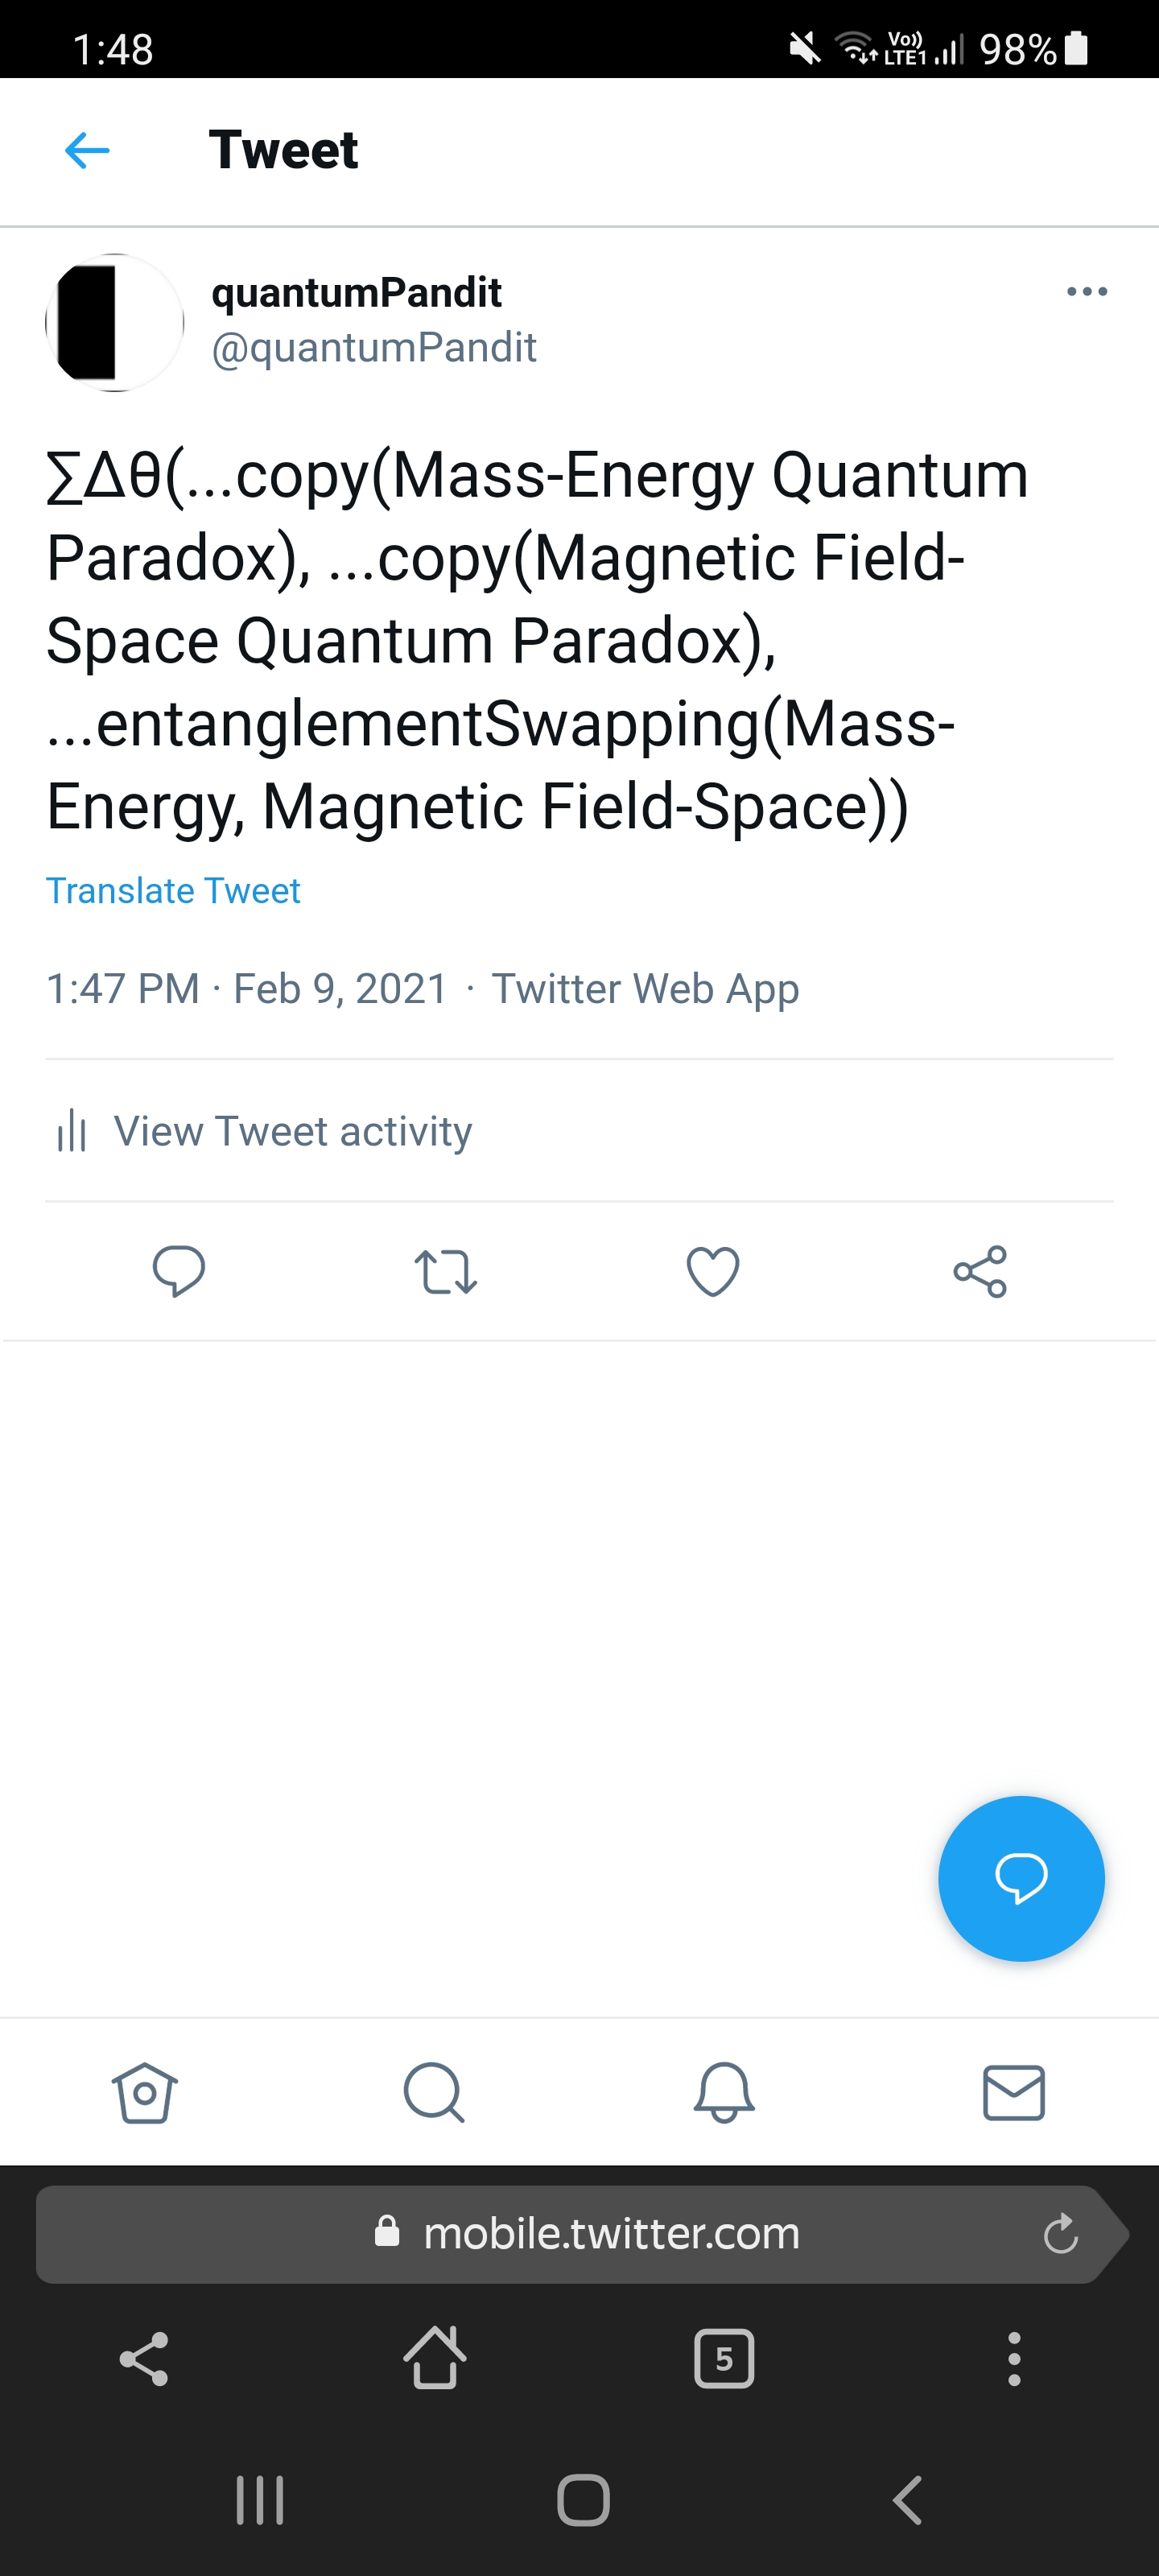 1:48
Vo)) LTE1 98%
Tweet
quantumPandit
@quantumPandit
∑Δθ(...copy(Mass-Energy Quantum
Paradox), ...copy(Magnetic Field-
Space Quantum Paradox),
...entanglementSwapping(Mass-
Energy, Magnetic Field-Space))
Translate Tweet
1:47 PM · Feb 9, 2021 · Twitter Web App
View Tweet activity
mobile.twitter.com
5